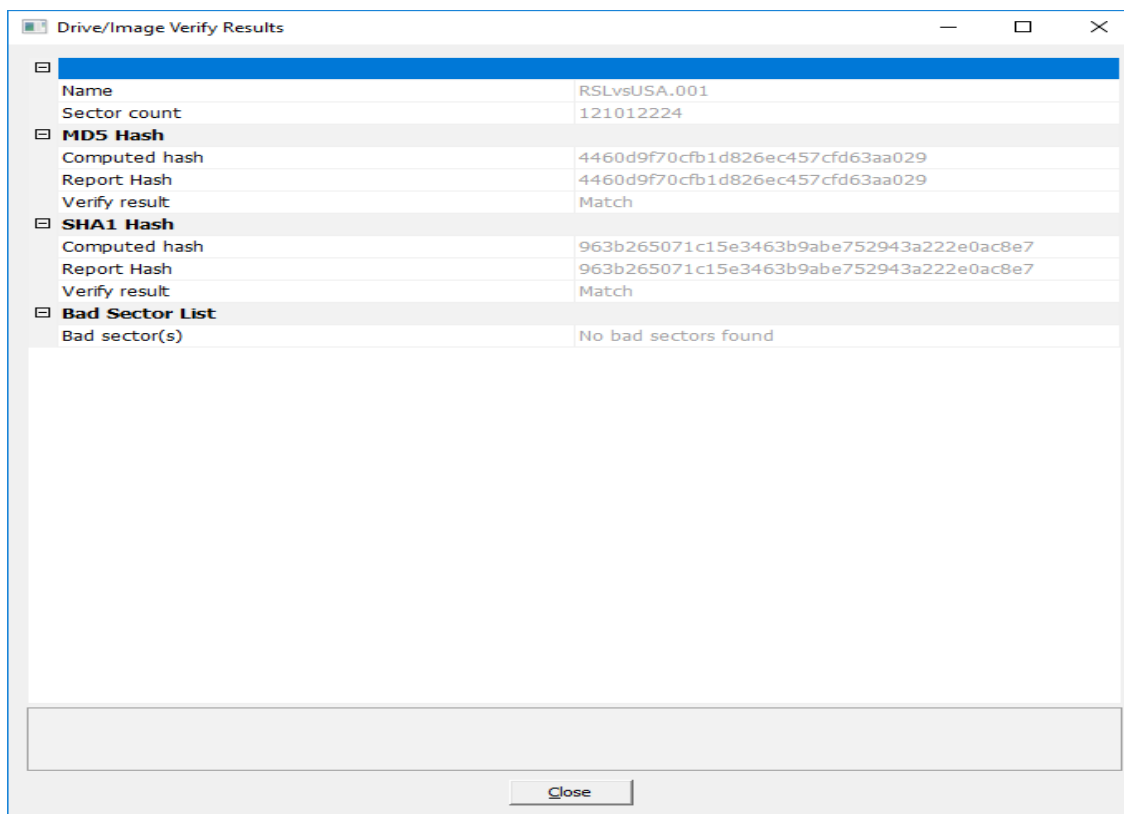 Drive/Image Verify Results
Name RSLvsUSA.001
Sector count 121012224
MD5 Hash
Computed hash 4460d9f70cfb1d826ec457cfd63aa029
Report Hash 4460d9f70cfb1d826ec457cfd63aa029
Verify result Match
SHA1 Hash
Computed hash 963b265071c15e3463b9abe752943a222e0ac8e7
Report Hash 963b265071c15e3463b9abe752943a222e0ac8e7
Verify result Match
Bad Sector List
Bad sector(s) No bad sectors found
Close